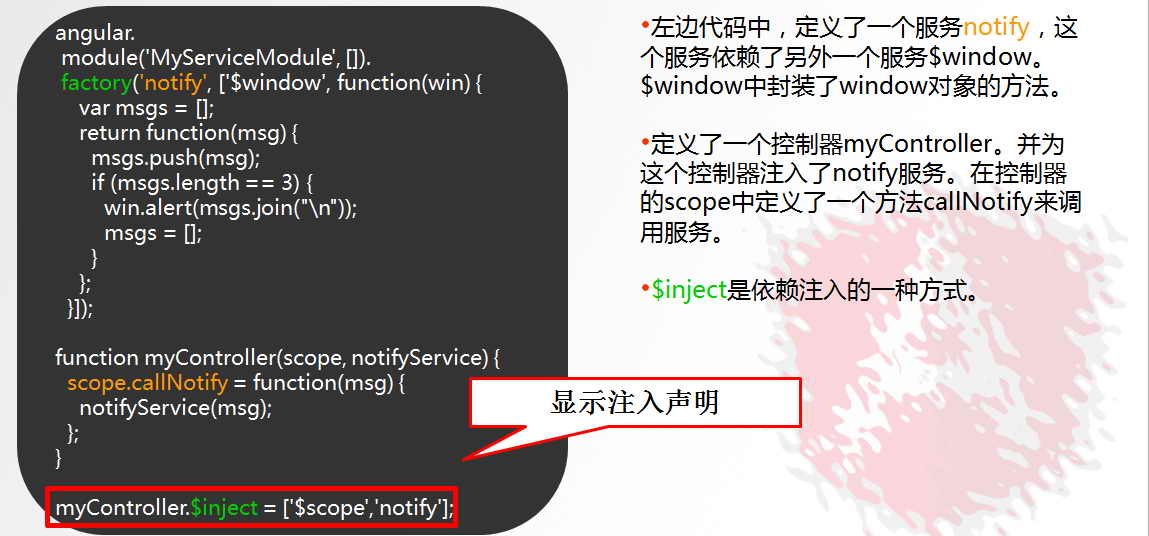 angular.
module('MyServiceModule', []).
factory('notify', ['$window', function(win) {
var msgs = [];
return function(msg) {
msgs.push(msg);
if (msgs.length == 3) {
win.alert(msgs.join("\n"));
msgs = [];
}
};
}]);
function myController(scope, notifyService) {
scope.callNotify = function(msg) {
notifyService(msg);
};
}
myController.$inject = ['$scope','notify'];
显示注入声明
•左边代码中，定义了一个服务notify，这
个服务依赖了另外一个服务$window。
$window中封装了window对象的方法。
•定义了一个控制器myController。并为
这个控制器注入了notify服务。在控制器
的scope中定义了一个方法callNotify来调
用服务。
•$inject是依赖注入的一种方式。